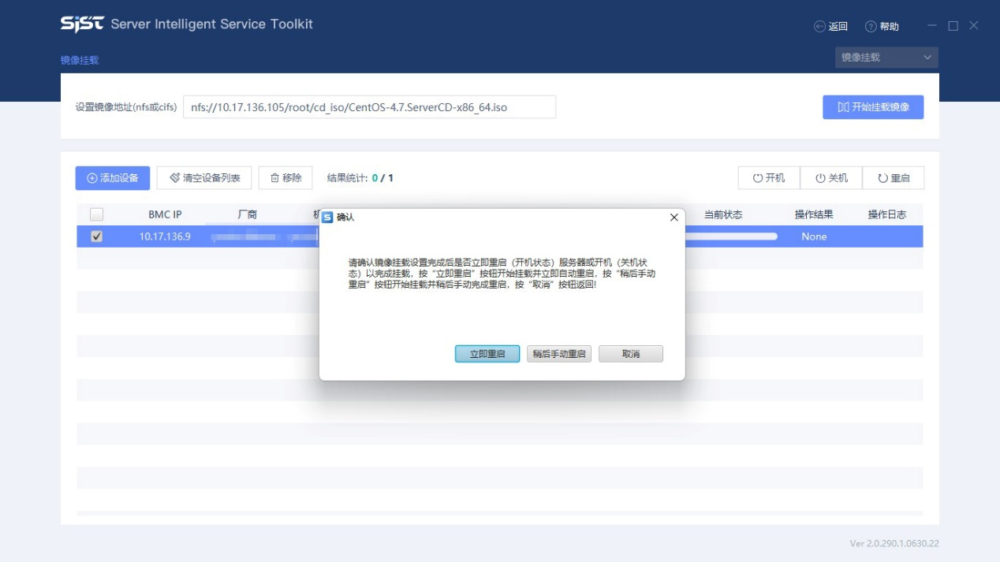 SIST Server Intelligent Service Toolkit
返回
帮助
镜像挂载
镜像挂载
设置镜像地址(nfs或cifs)
nfs://10.17.136.105/root/cd_iso/CentOS-4.7.ServerCD-x86_64.iso
开始挂载镜像
添加设备
清空设备列表
移除
结果统计: 0 / 1
开机
关机
重启
BMC IP
厂商
当前状态
操作结果
操作日志
10.17.136.9
None
确认
请确认镜像挂载设置完成后是否立即重启（开机状态）服务器或开机（关机状
态）以完成挂载，按“立即重启”按钮开始挂载并立即自动重启，按“稍后手动
重启”按钮开始挂载并稍后手动完成重启，按“取消”按钮返回!
立即重启
稍后手动重启
取消
Ver 2.0.290.1.0630.22